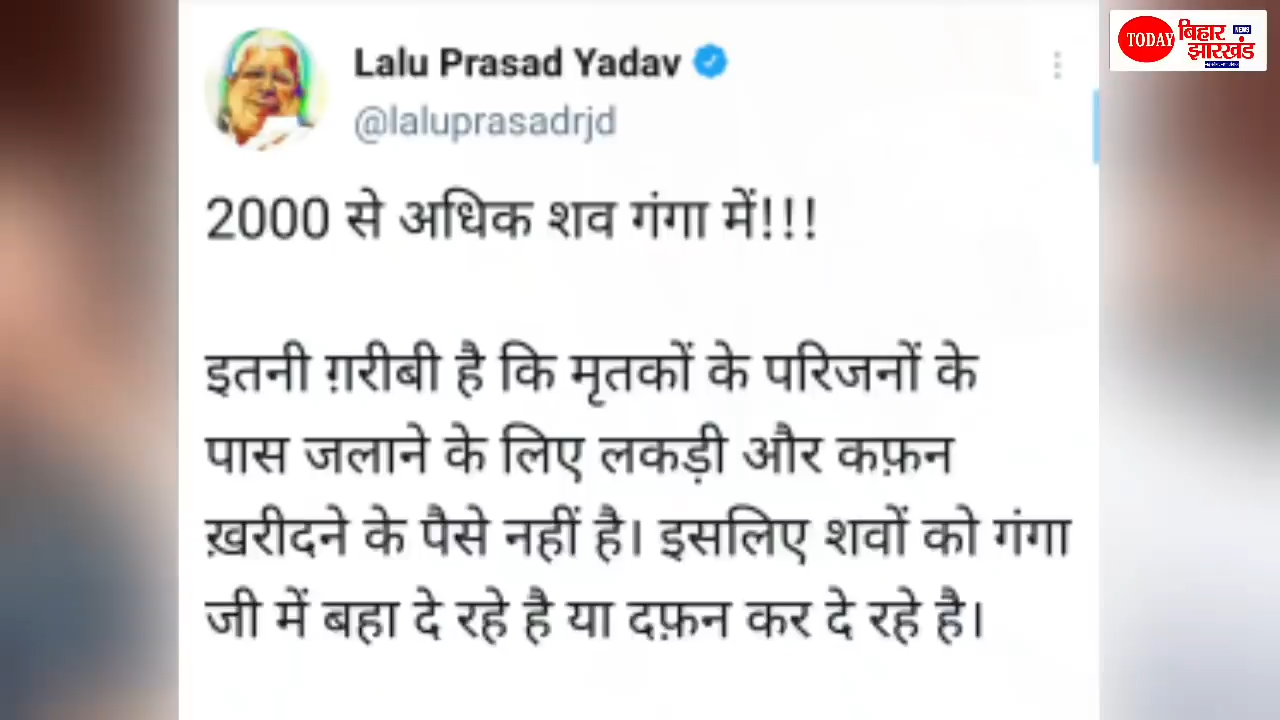 Lalu Prasad Yadav
@laluprasadrjd
2000 से अधिक शव गंगा में!!!
इतनी ग़रीबी है कि मृतकों के परिजनों के
पास जलाने के लिए लकड़ी और कफ़न
ख़रीदने के पैसे नहीं है। इसलिए शवों को गंगा
जी में बहा दे रहे है या दफ़न कर दे रहे है।
TODAY
बिहार
NEWS
झारखंड